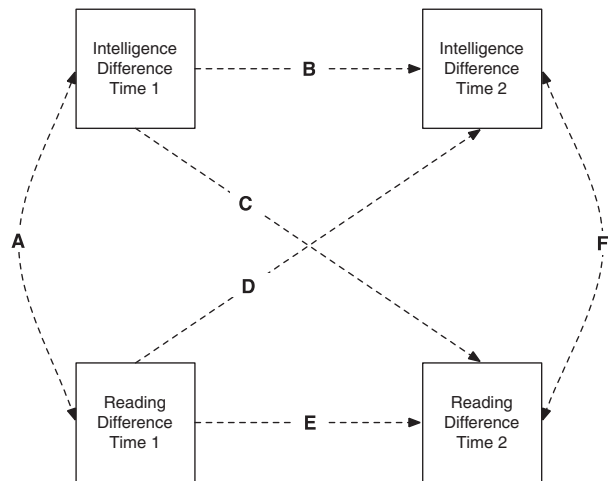 Intelligence
Difference
Time 1
B
Intelligence
Difference
Time 2
C
A
F
D
Reading
Difference
Time 1
E
Reading
Difference
Time 2